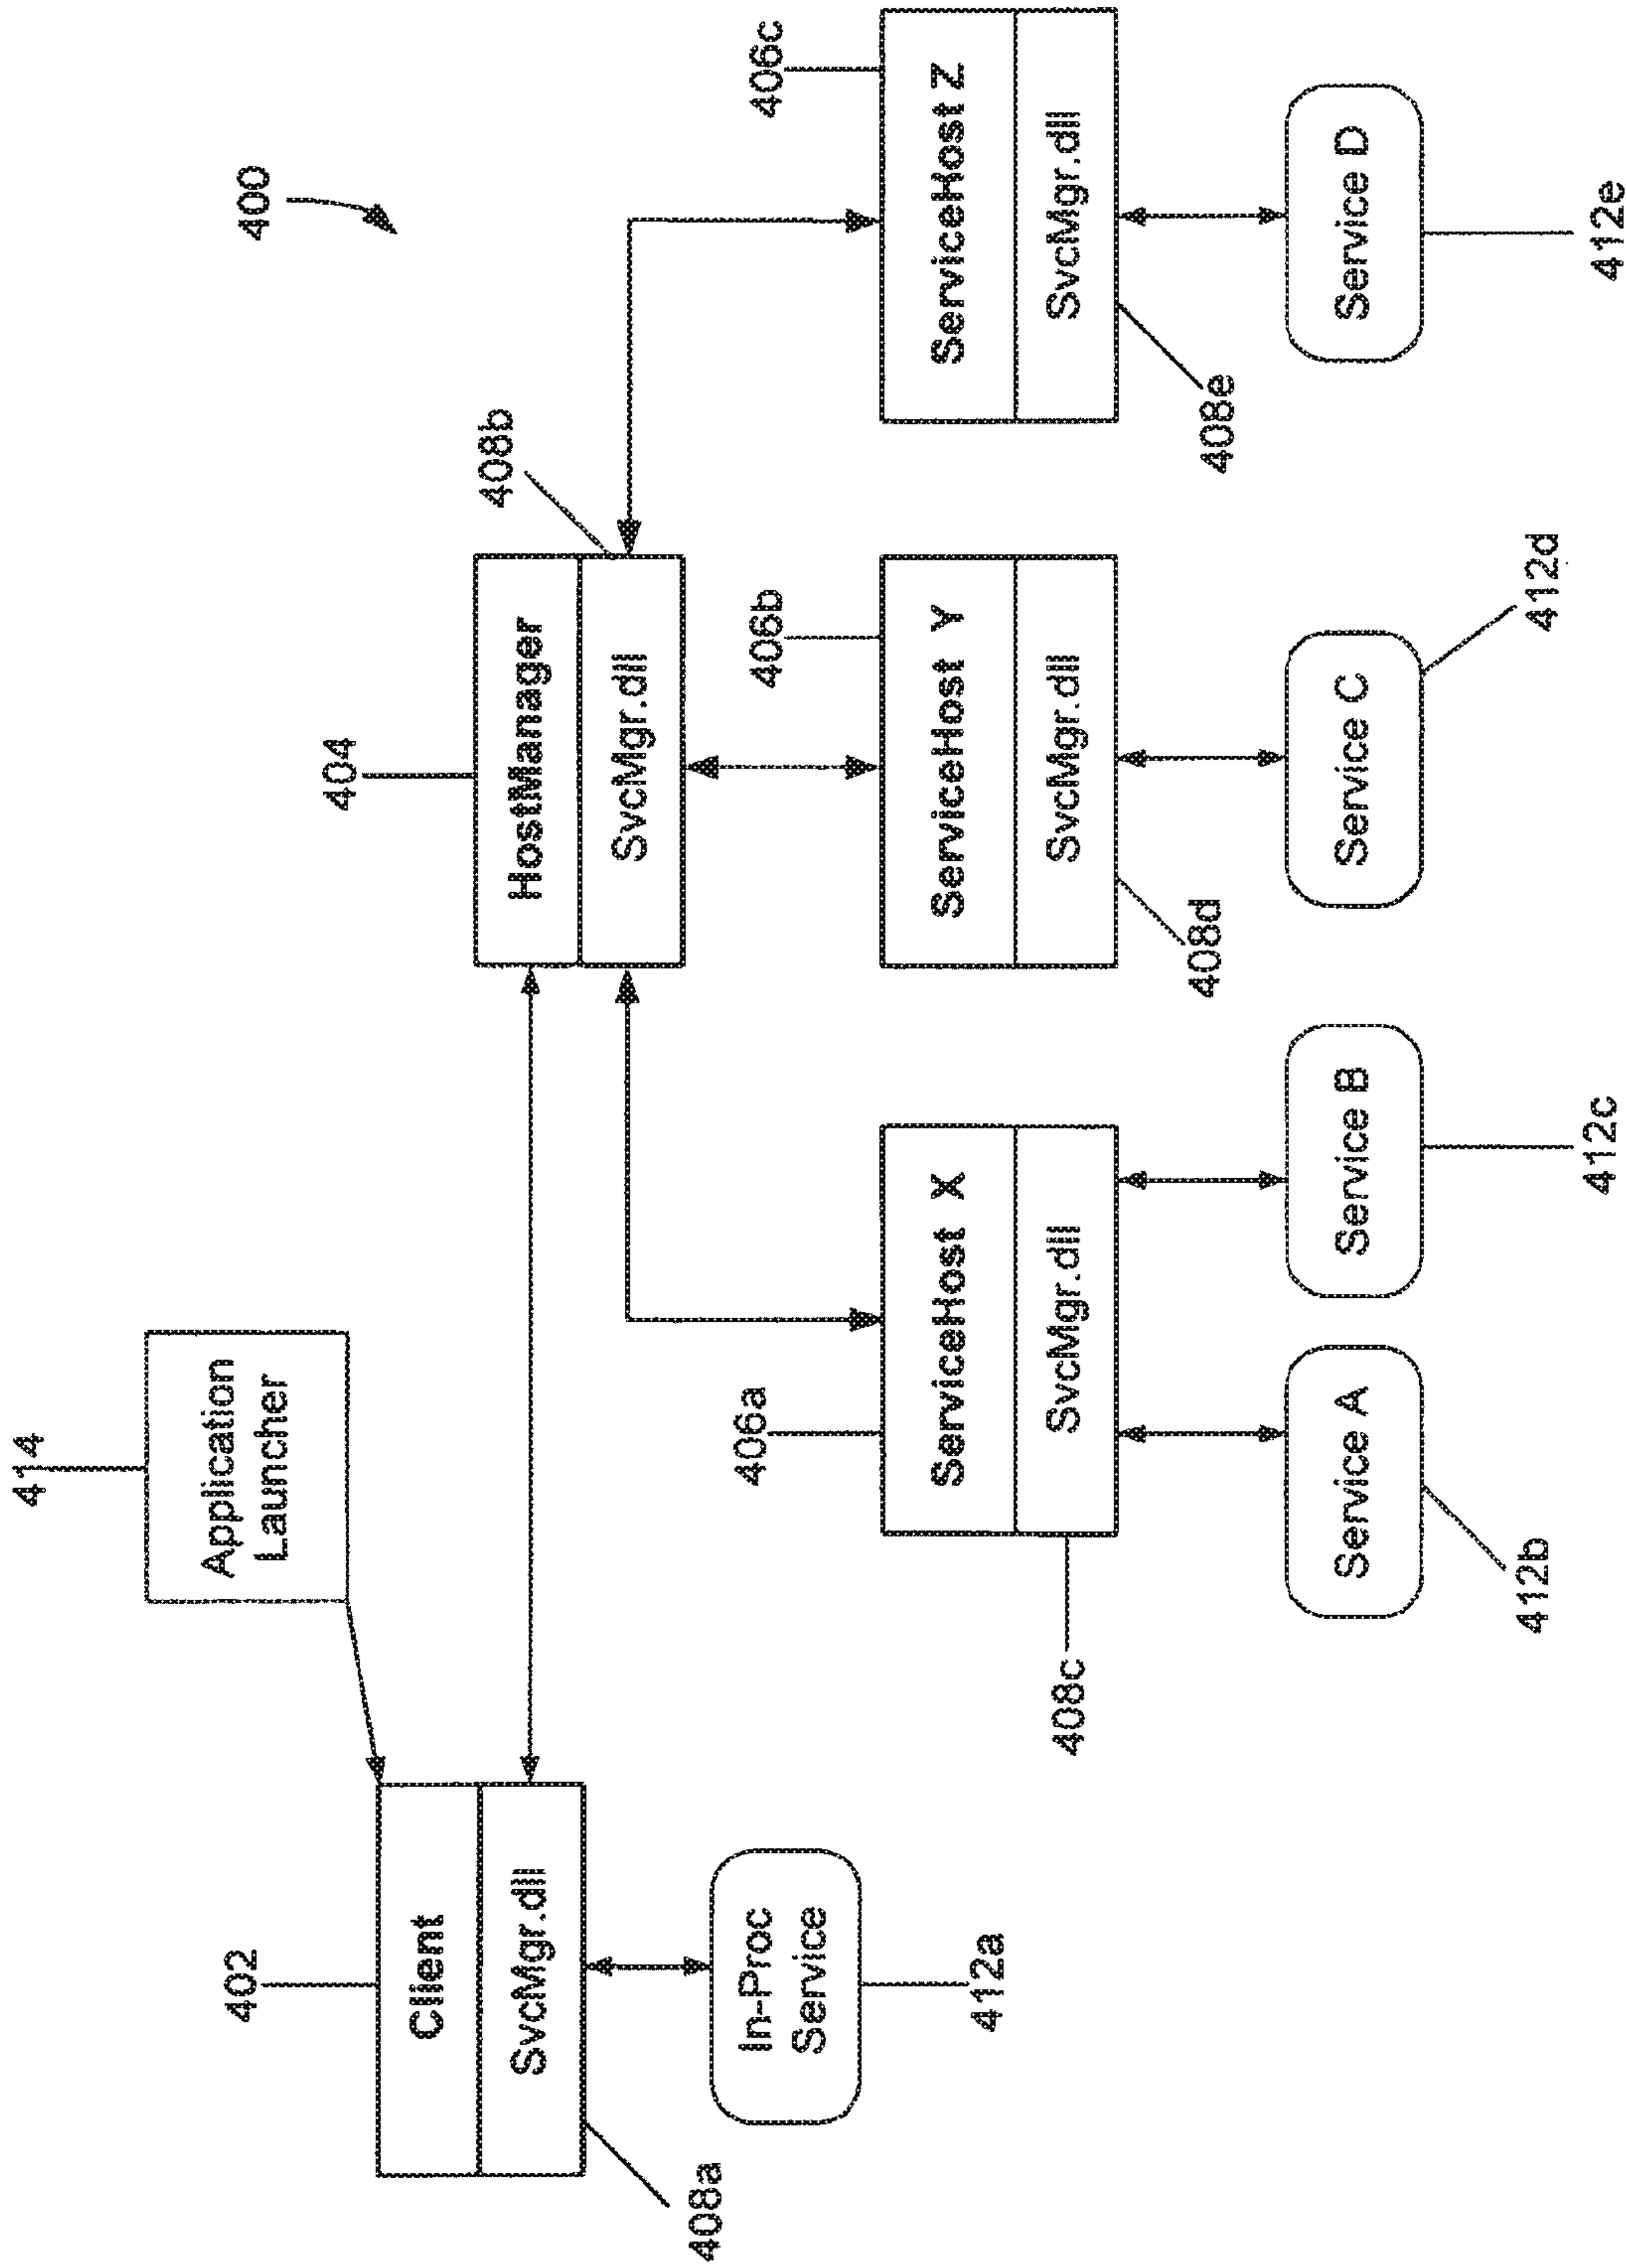 414
Application
Launcher
400
402
Client
SvcMgr.dll
408a
In-Proc
Service
412a
404
HostManager
SvcMgr.dll
408b
406a
ServiceHost X
SvcMgr.dll
408c
406b
ServiceHost Y
SvcMgr.dll
408d
406c
ServiceHost Z
SvcMgr.dll
408e
Service A
412b
Service B
412c
Service C
412d
Service D
412e